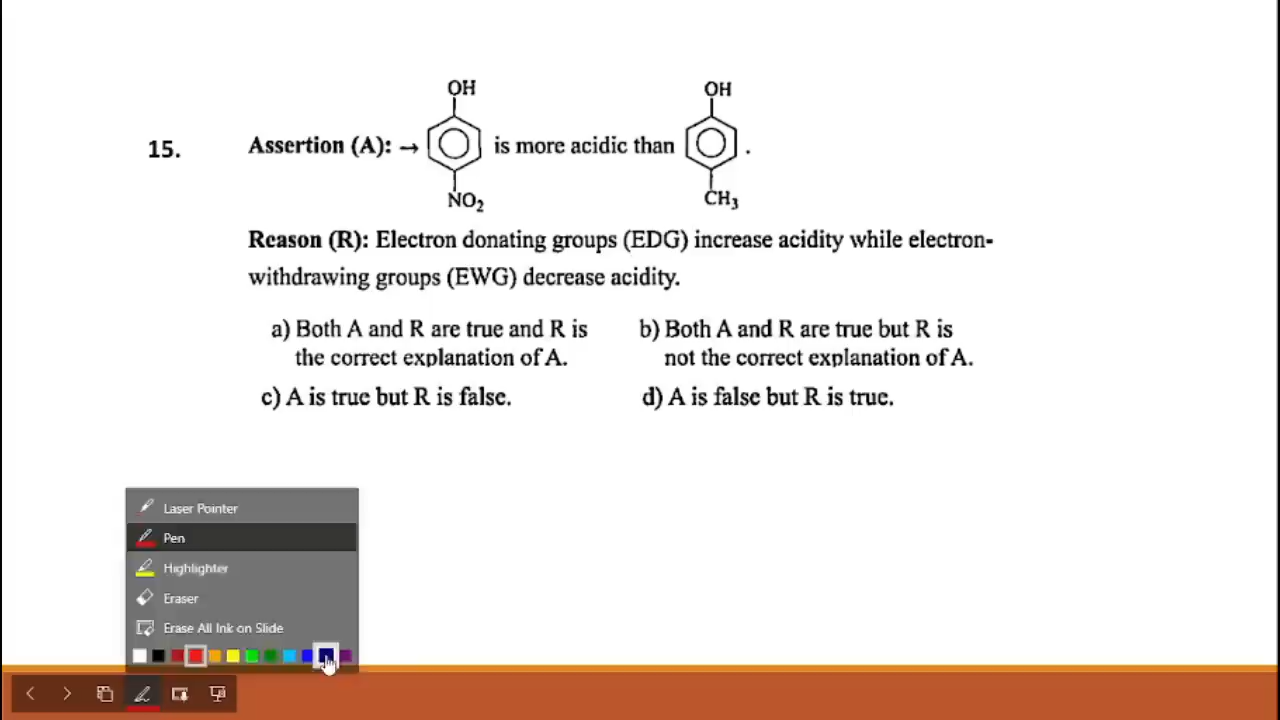 OH
OH
15. Assertion (A): → is more acidic than .
NO₂
CH₃
Reason (R): Electron donating groups (EDG) increase acidity while electron-
withdrawing groups (EWG) decrease acidity.
a) Both A and R are true and R is
the correct explanation of A.
b) Both A and R are true but R is
not the correct explanation of A.
c) A is true but R is false.
d) A is false but R is true.
Laser Pointer
Pen
Highlighter
Eraser
Erase All Ink on Slide